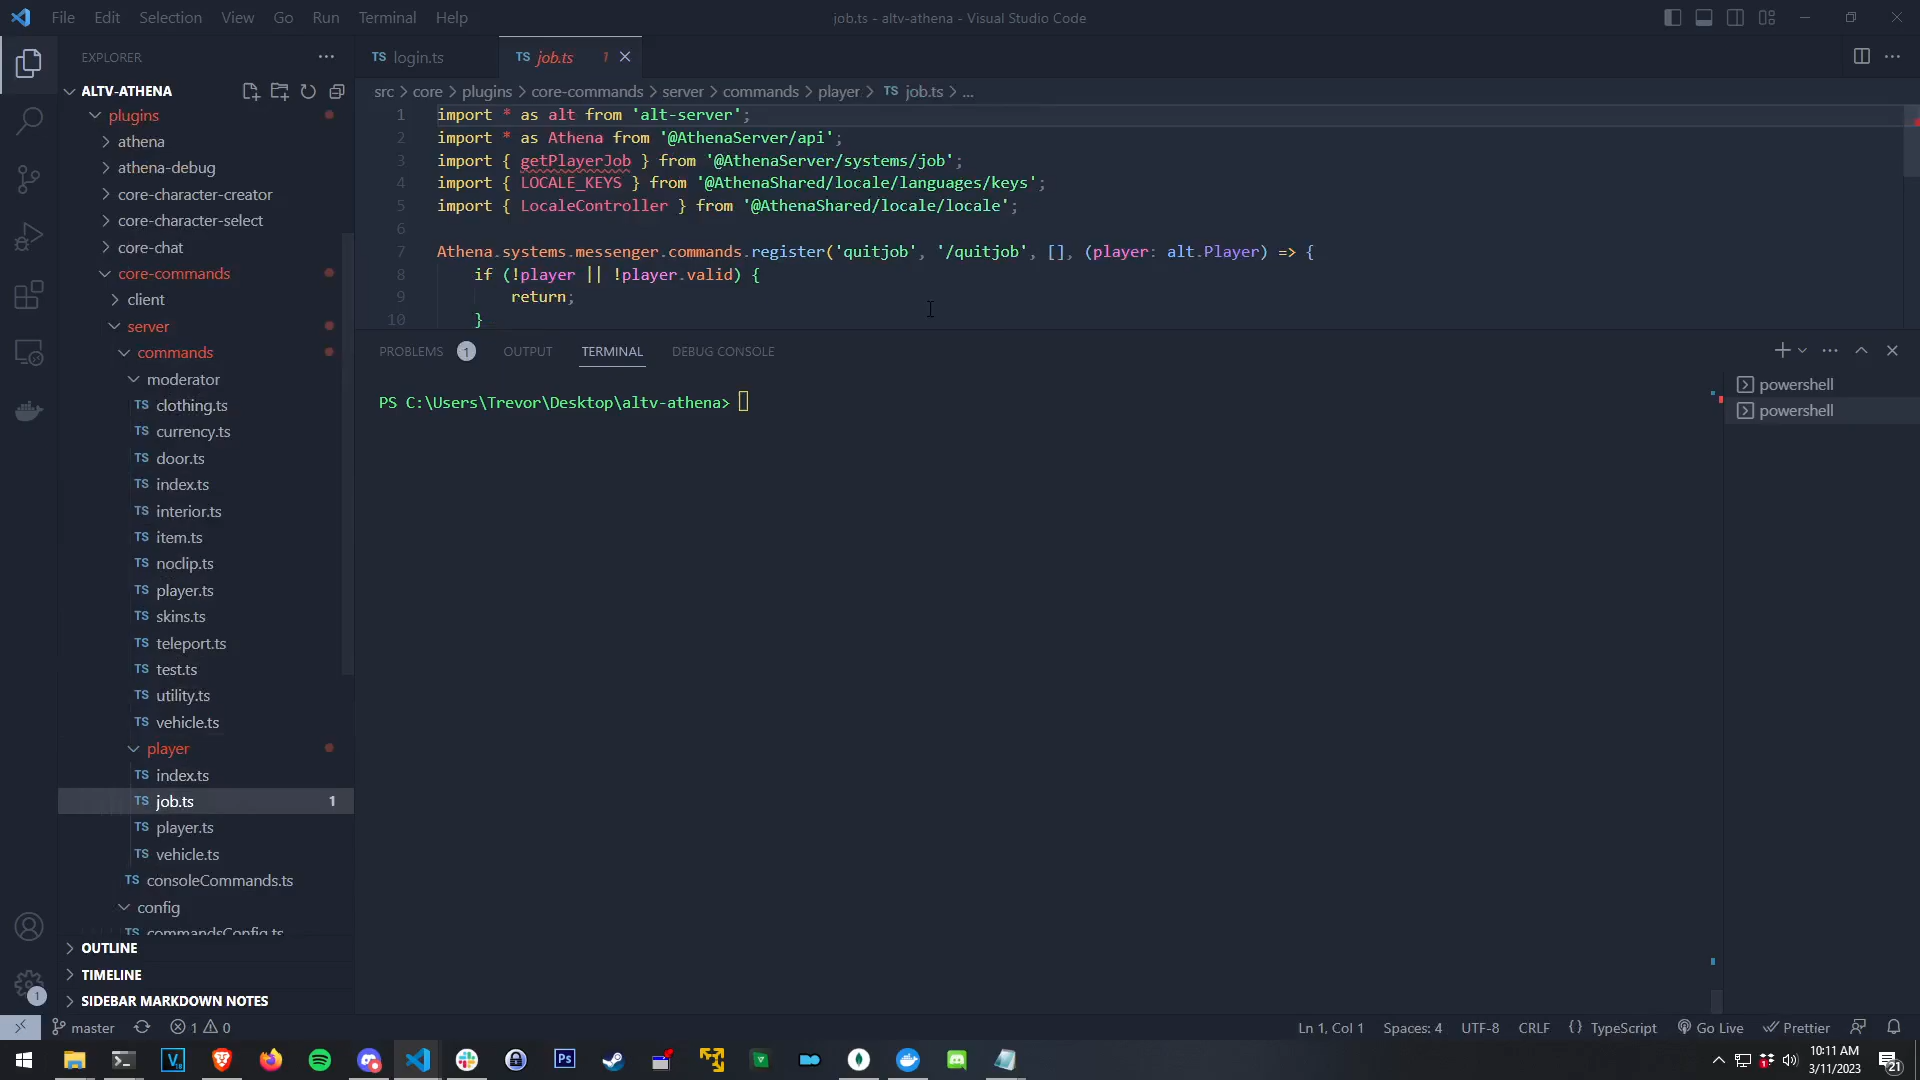 File Edit Selection View Go Run Terminal Help
job.ts - altv-athena - Visual Studio Code
EXPLORER
ALTV-ATHENA
plugins
athena
athena-debug
core-character-creator
core-character-select
core-chat
core-commands
client
server
commands
moderator
TS clothing.ts
TS currency.ts
TS door.ts
TS index.ts
TS interior.ts
TS item.ts
TS noclip.ts
TS player.ts
TS skins.ts
TS teleport.ts
TS test.ts
TS utility.ts
TS vehicle.ts
player
TS index.ts
TS job.ts 1
TS player.ts
TS vehicle.ts
TS consoleCommands.ts
config
TS commandsConfig.ts
OUTLINE
TIMELINE
SIDEBAR MARKDOWN NOTES
TS login.ts
TS job.ts 1
src > core > plugins > core-commands > server > commands > player > TS job.ts > ...
1 import * as alt from 'alt-server';
2 import * as Athena from '@AthenaServer/api';
3 import { getPlayerJob } from '@AthenaServer/systems/job';
4 import { LOCALE_KEYS } from '@AthenaShared/locale/languages/keys';
5 import { LocaleController } from '@AthenaShared/locale/locale';
6
7 Athena.systems.messenger.commands.register('quitjob', '/quitjob', [], (player: alt.Player) => {
8 if (!player || !player.valid) {
9 return;
10 }
PROBLEMS 1 OUTPUT TERMINAL DEBUG CONSOLE
PS C:\Users\Trevor\Desktop\altv-athena>
powershell
powershell
1
master 1 0
Ln 1, Col 1 Spaces: 4 UTF-8 CRLF {} TypeScript Go Live Prettier
V 18
Ps
10:11 AM
3/11/2023
21